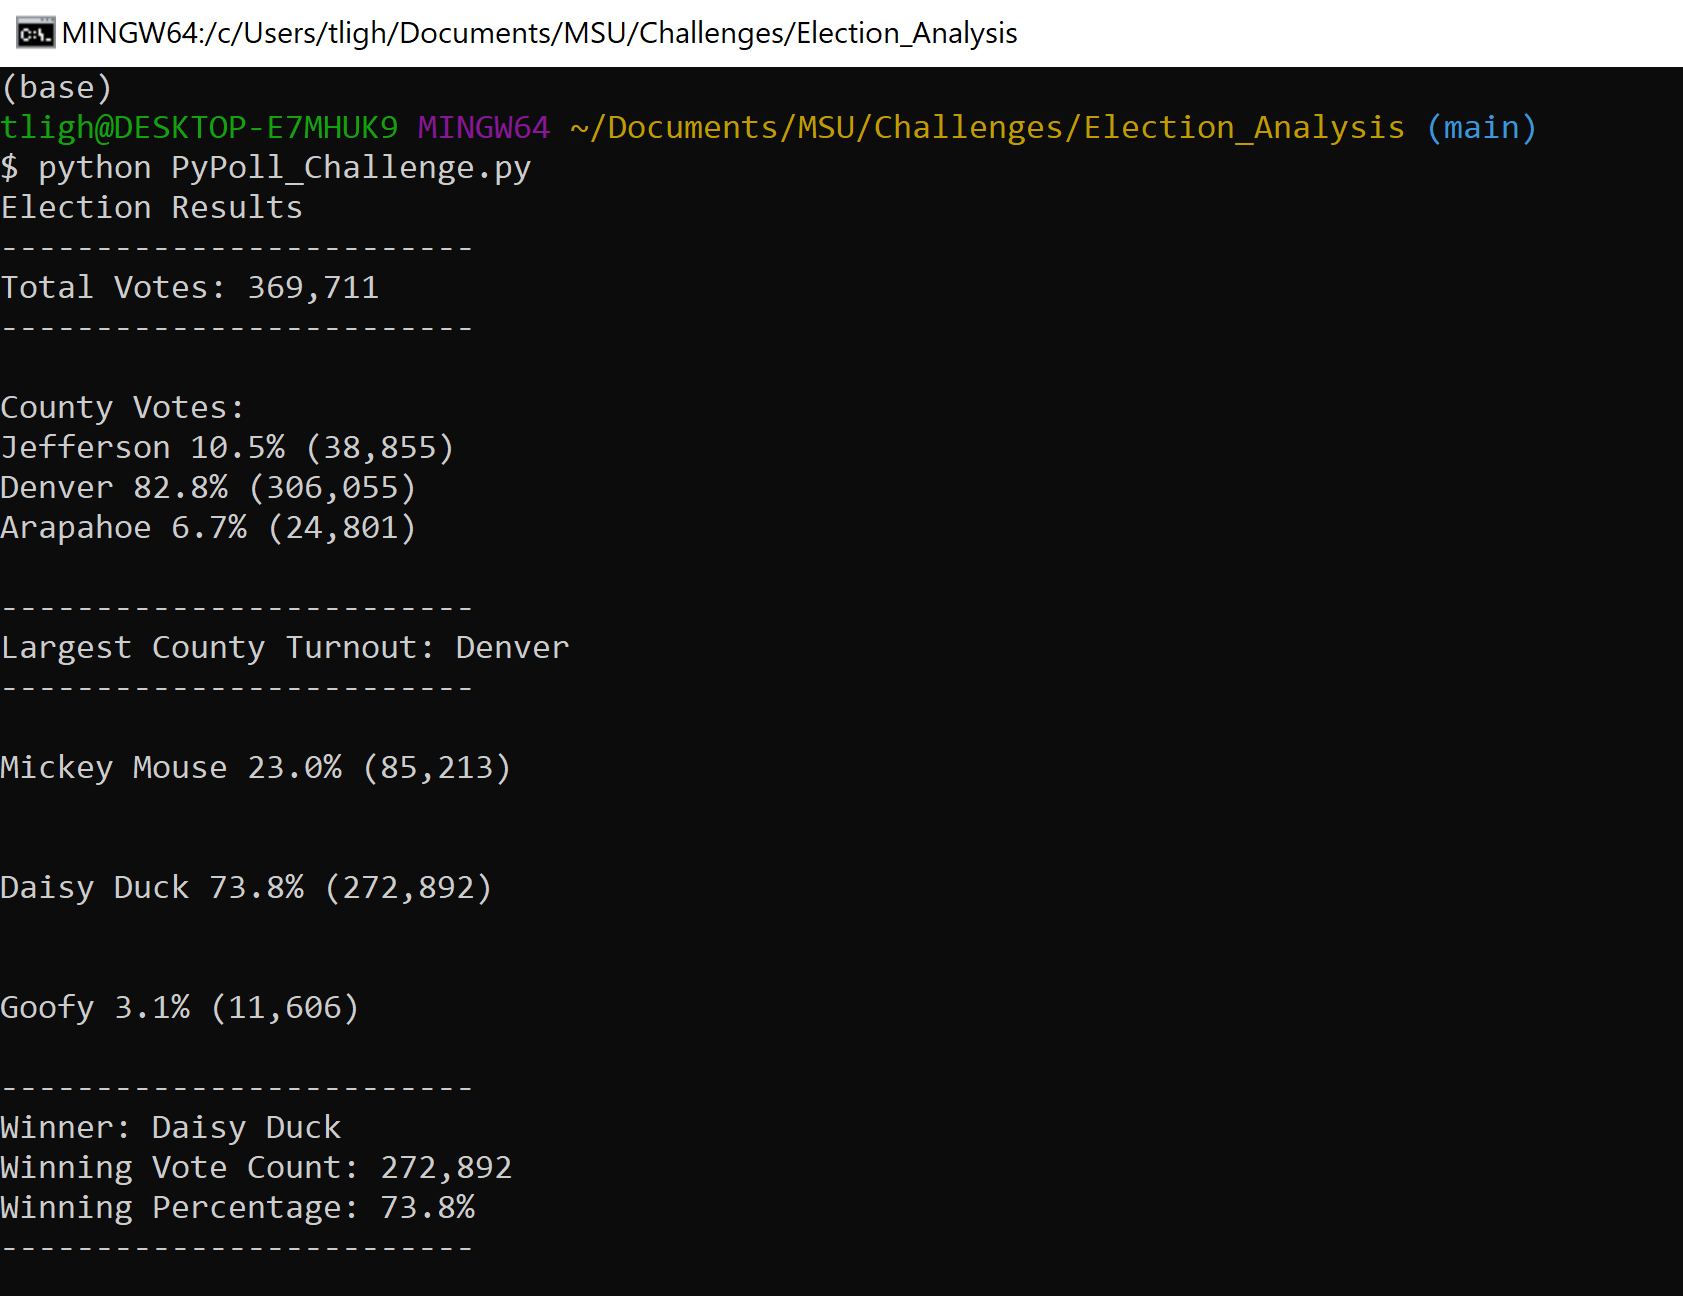 MINGW64:/c/Users/tligh/Documents/MSU/Challenges/Election_Analysis
(base)
tligh@DESKTOP-E7MHUK9 MINGW64 ~/Documents/MSU/Challenges/Election_Analysis (main)
$ python PyPoll_Challenge.py
Election Results
-------------------------
Total Votes: 369,711
-------------------------
County Votes:
Jefferson 10.5% (38,855)
Denver 82.8% (306,055)
Arapahoe 6.7% (24,801)
-------------------------
Largest County Turnout: Denver
-------------------------
Mickey Mouse 23.0% (85,213)
Daisy Duck 73.8% (272,892)
Goofy 3.1% (11,606)
-------------------------
Winner: Daisy Duck
Winning Vote Count: 272,892
Winning Percentage: 73.8%
-------------------------